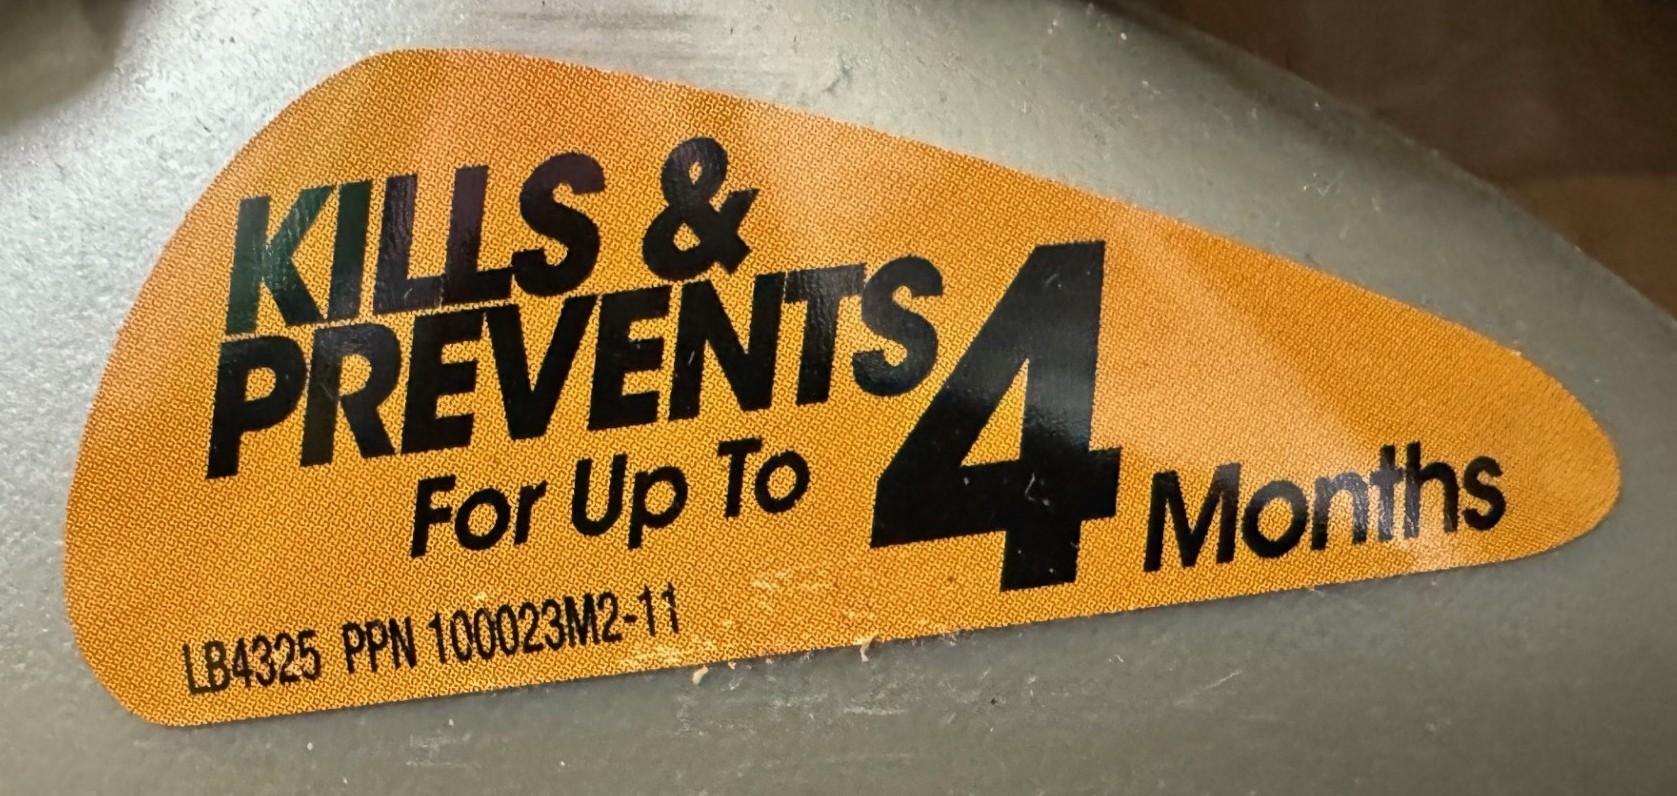 KILLS &
PREVENTS
For Up To 4 Months
LB4325 PPN 100023M2-11